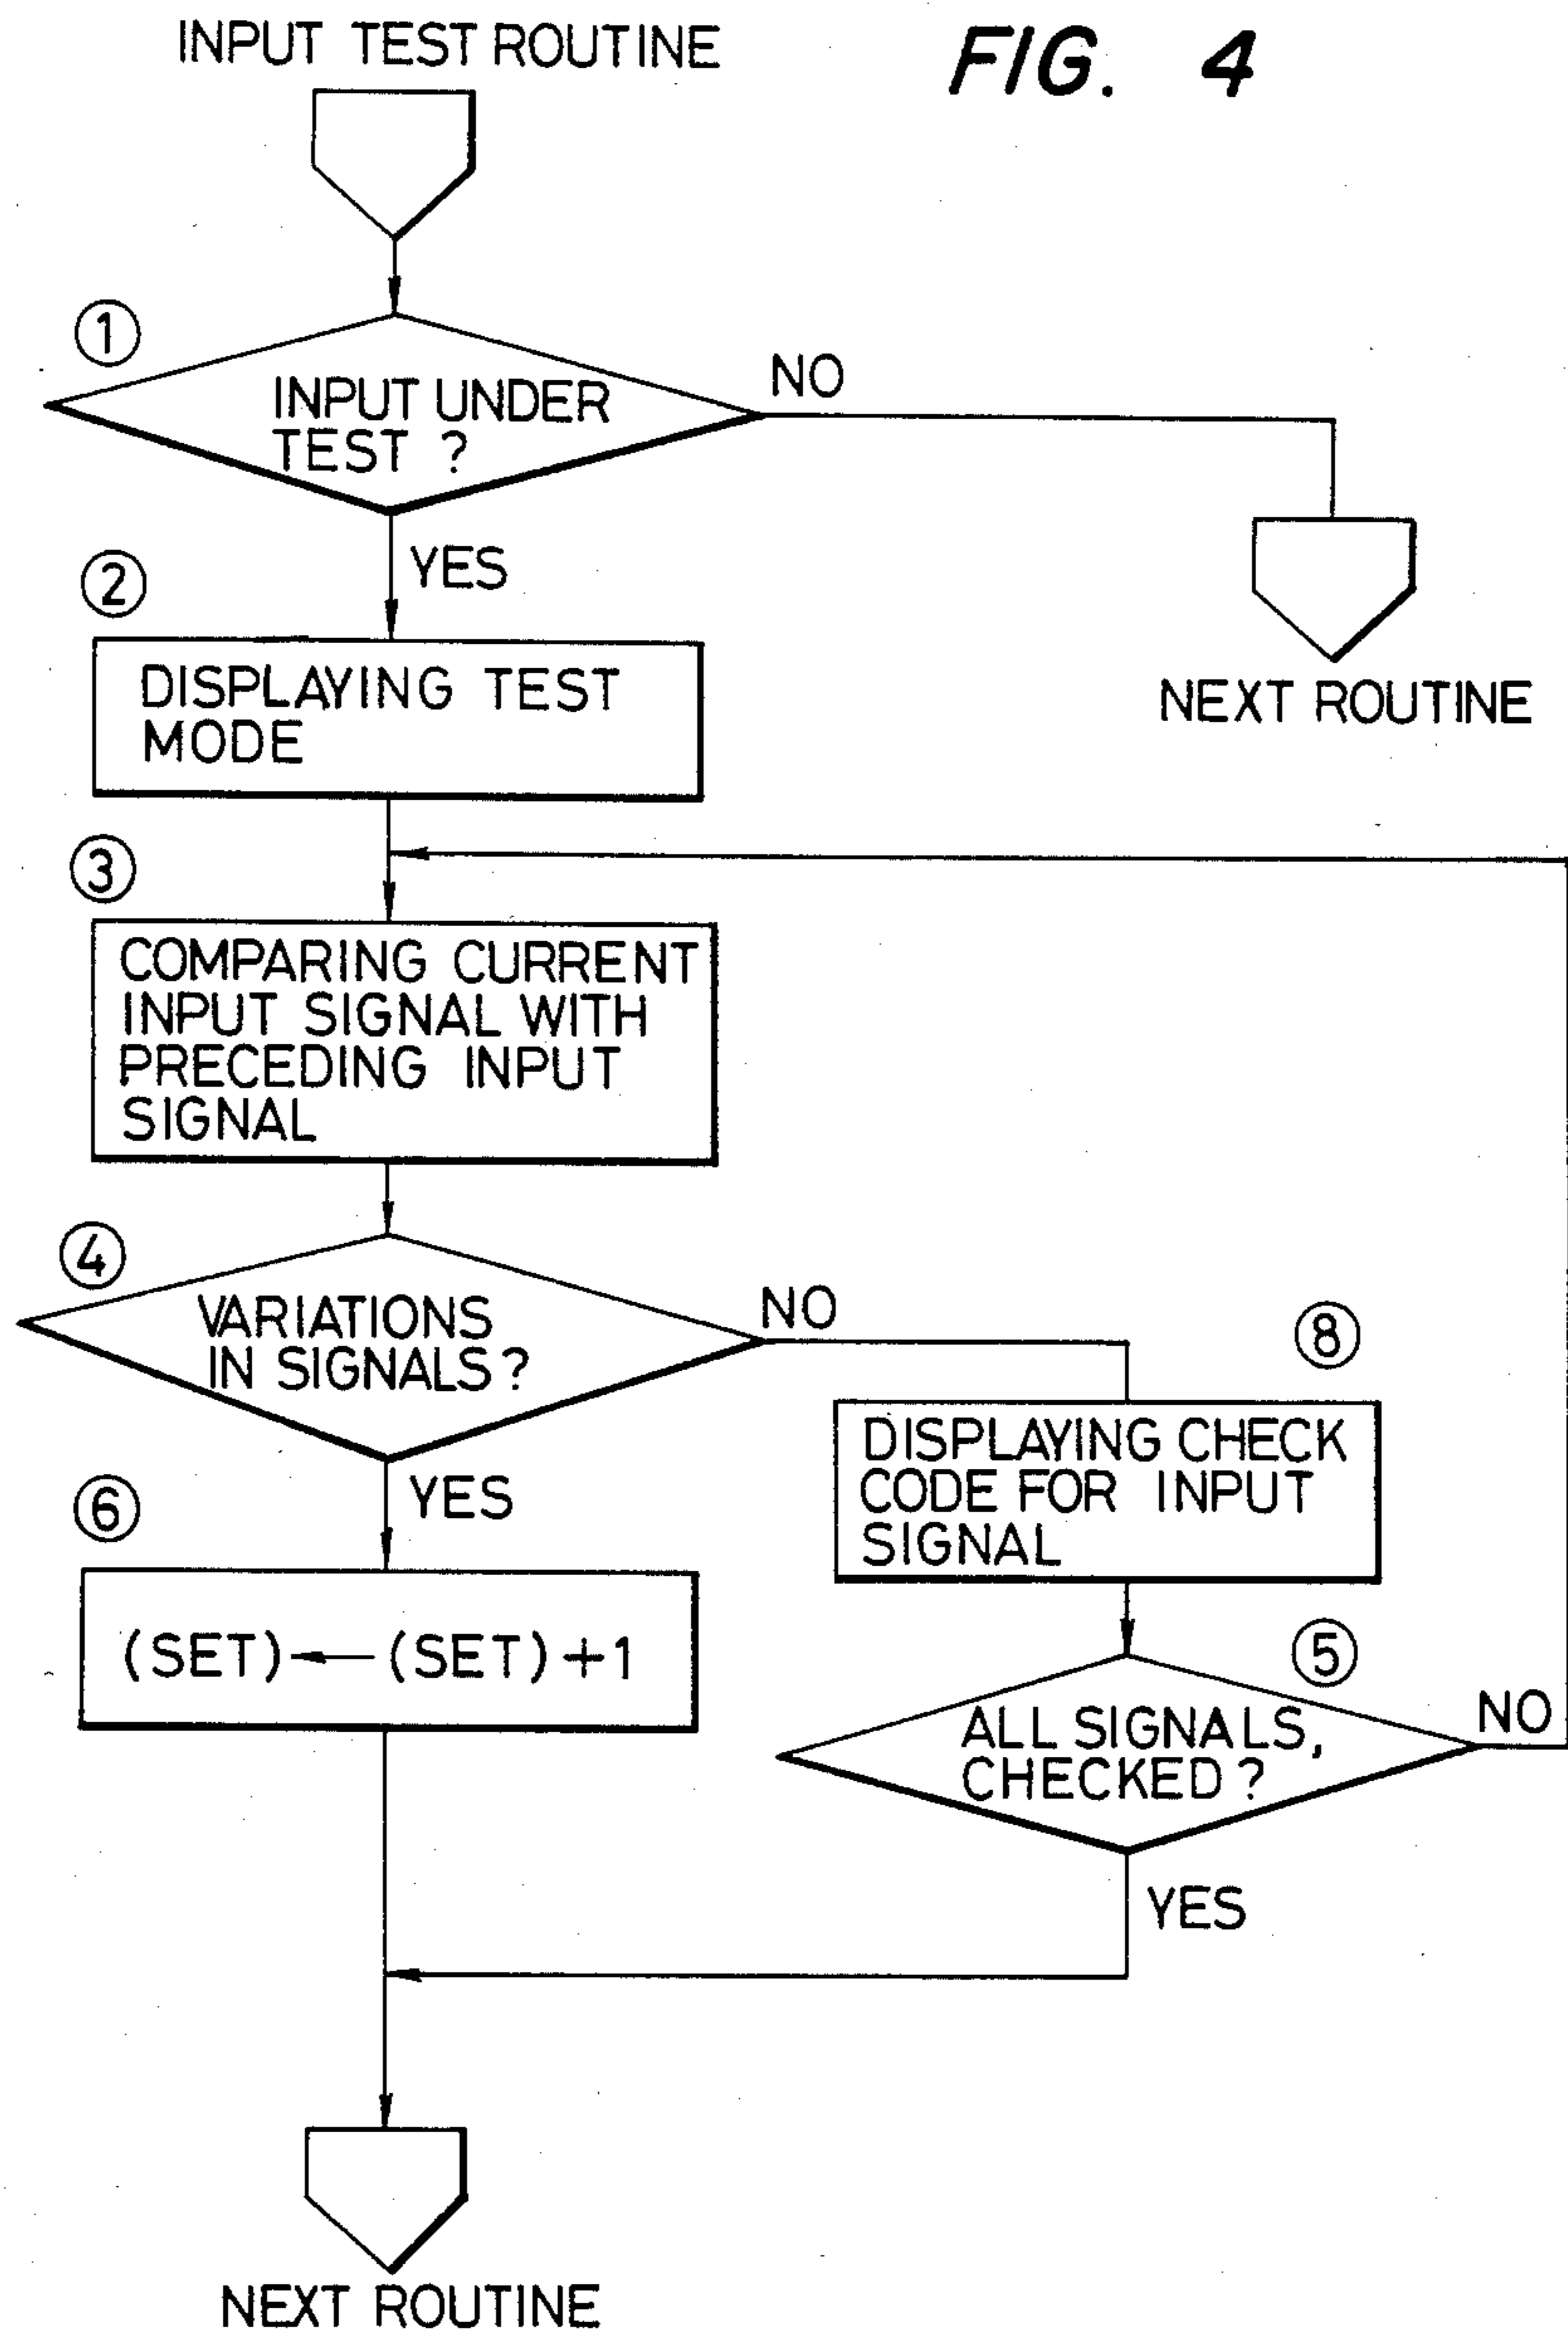 INPUT TEST ROUTINE
FIG. 4
①
INPUT UNDER
TEST ?
NO
YES
NEXT ROUTINE
②
DISPLAYING TEST
MODE
③
COMPARING CURRENT
INPUT SIGNAL WITH
PRECEDING INPUT
SIGNAL
④
VARIATIONS
IN SIGNALS?
NO
YES
⑧
DISPLAYING CHECK
CODE FOR INPUT
SIGNAL
⑥
(SET)←(SET)+1
⑤
ALL SIGNALS,
CHECKED?
NO
YES
NEXT ROUTINE